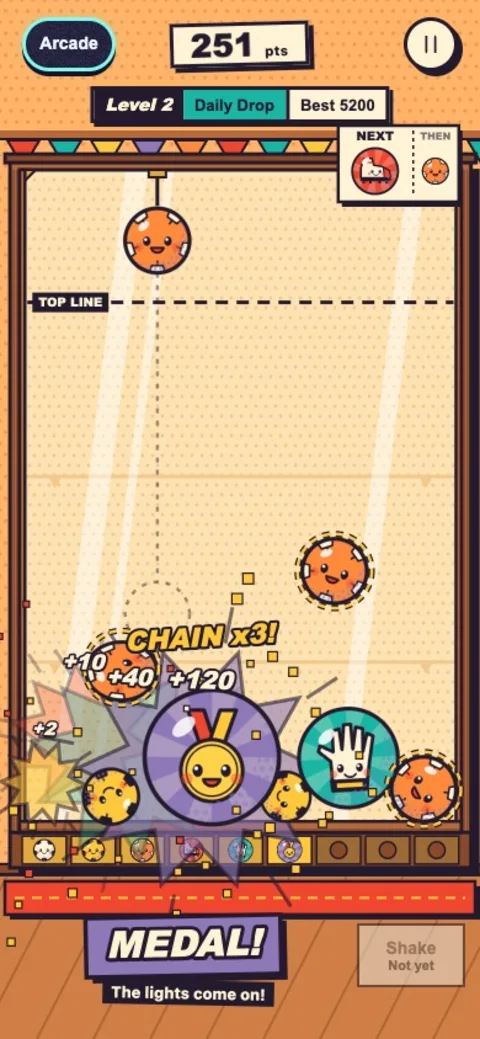 Arcade
251 pts
Level 2 Daily Drop Best 5200
NEXT THEN
TOP LINE
CHAIN x3!
+10
+40 +120
+2
MEDAL!
The lights come on!
Shake
Not yet